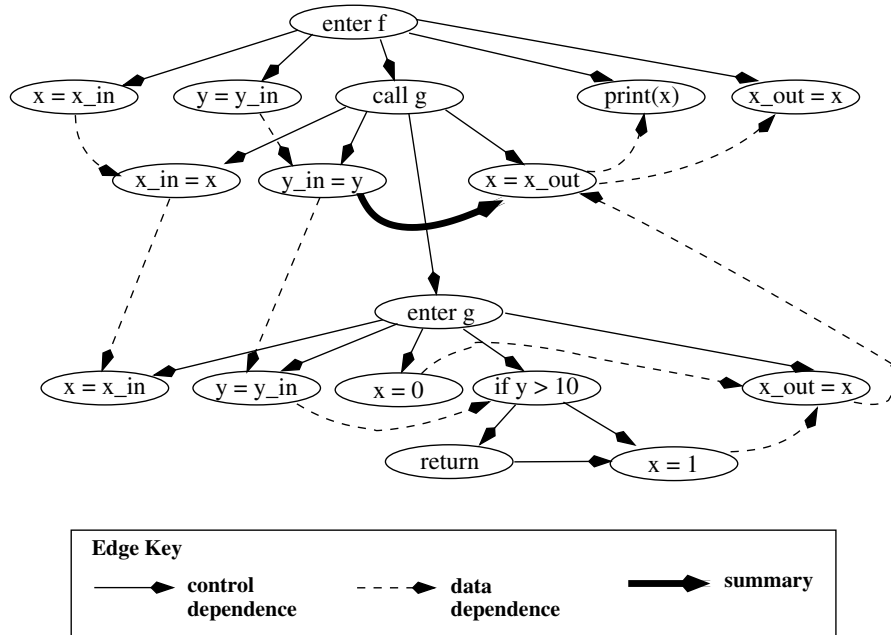 enter f
x = x_in
y = y_in
call g
print(x)
x_out = x
x_in = x
y_in = y
x = x_out
enter g
x = x_in
y = y_in
x = 0
if y > 10
x_out = x
return
x = 1
Edge Key
control
dependence
data
dependence
summary